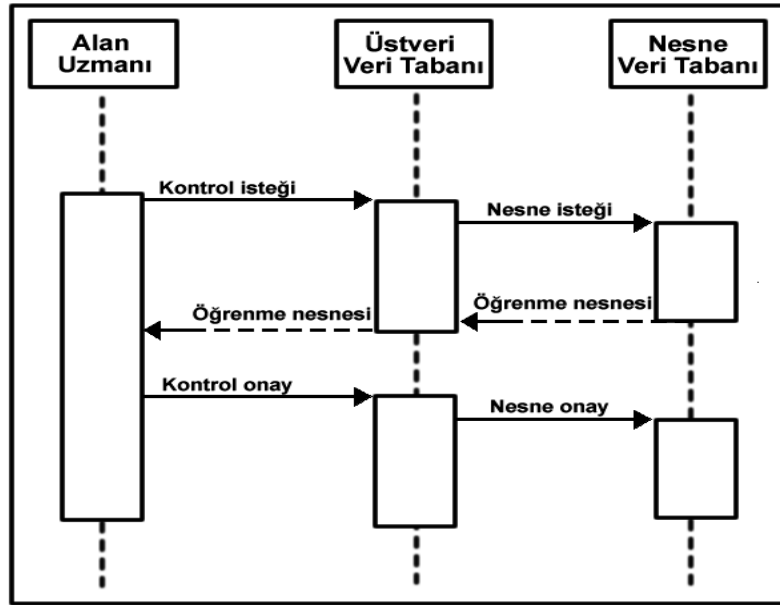 Alan
Uzmanı
Üstveri
Veri Tabanı
Nesne
Veri Tabanı
Kontrol isteği
Nesne isteği
Öğrenme nesnesi
Öğrenme nesnesi
Kontrol onay
Nesne onay